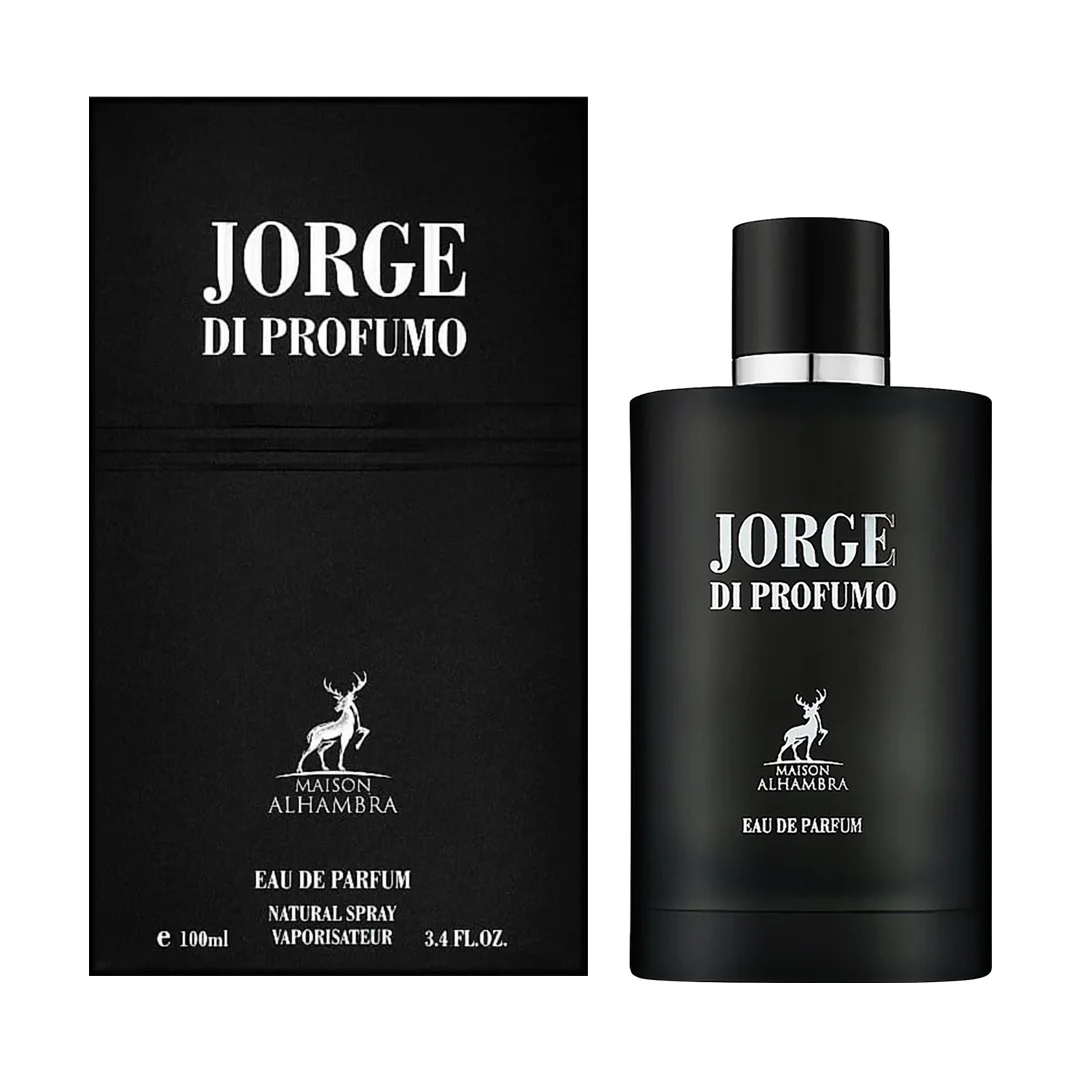 JORGE
DI PROFUMO
MAISON
ALHAMBRA
EAU DE PARFUM
NATURAL SPRAY
VAPORISATEUR
e 100ml
3.4 FL.OZ.
JORGE
DI PROFUMO
MAISON
ALHAMBRA
EAU DE PARFUM